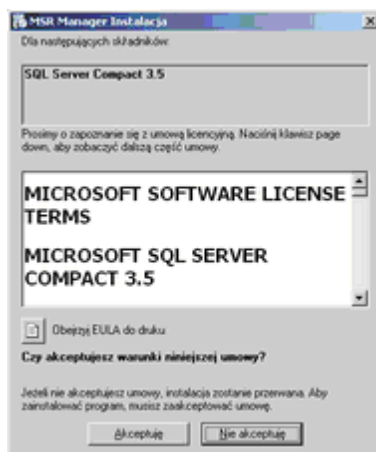 MSR Manager Instalacja
Dla następujących składników:
SQL Server Compact 3.5
Prosimy o zapoznanie się z umową licencyjną. Naciśnij klawisz page
down, aby zobaczyć dalszą część umowy.
MICROSOFT SOFTWARE LICENSE
TERMS
MICROSOFT SQL SERVER
COMPACT 3.5
Obejrzyj EULA do druku
Czy akceptujesz warunki niniejszej umowy?
Jeżeli nie akceptujesz umowy, instalacja zostanie przerwana. Aby
zainstalować program, musisz zaakceptować umowę.
Akceptuję
Nie akceptuję